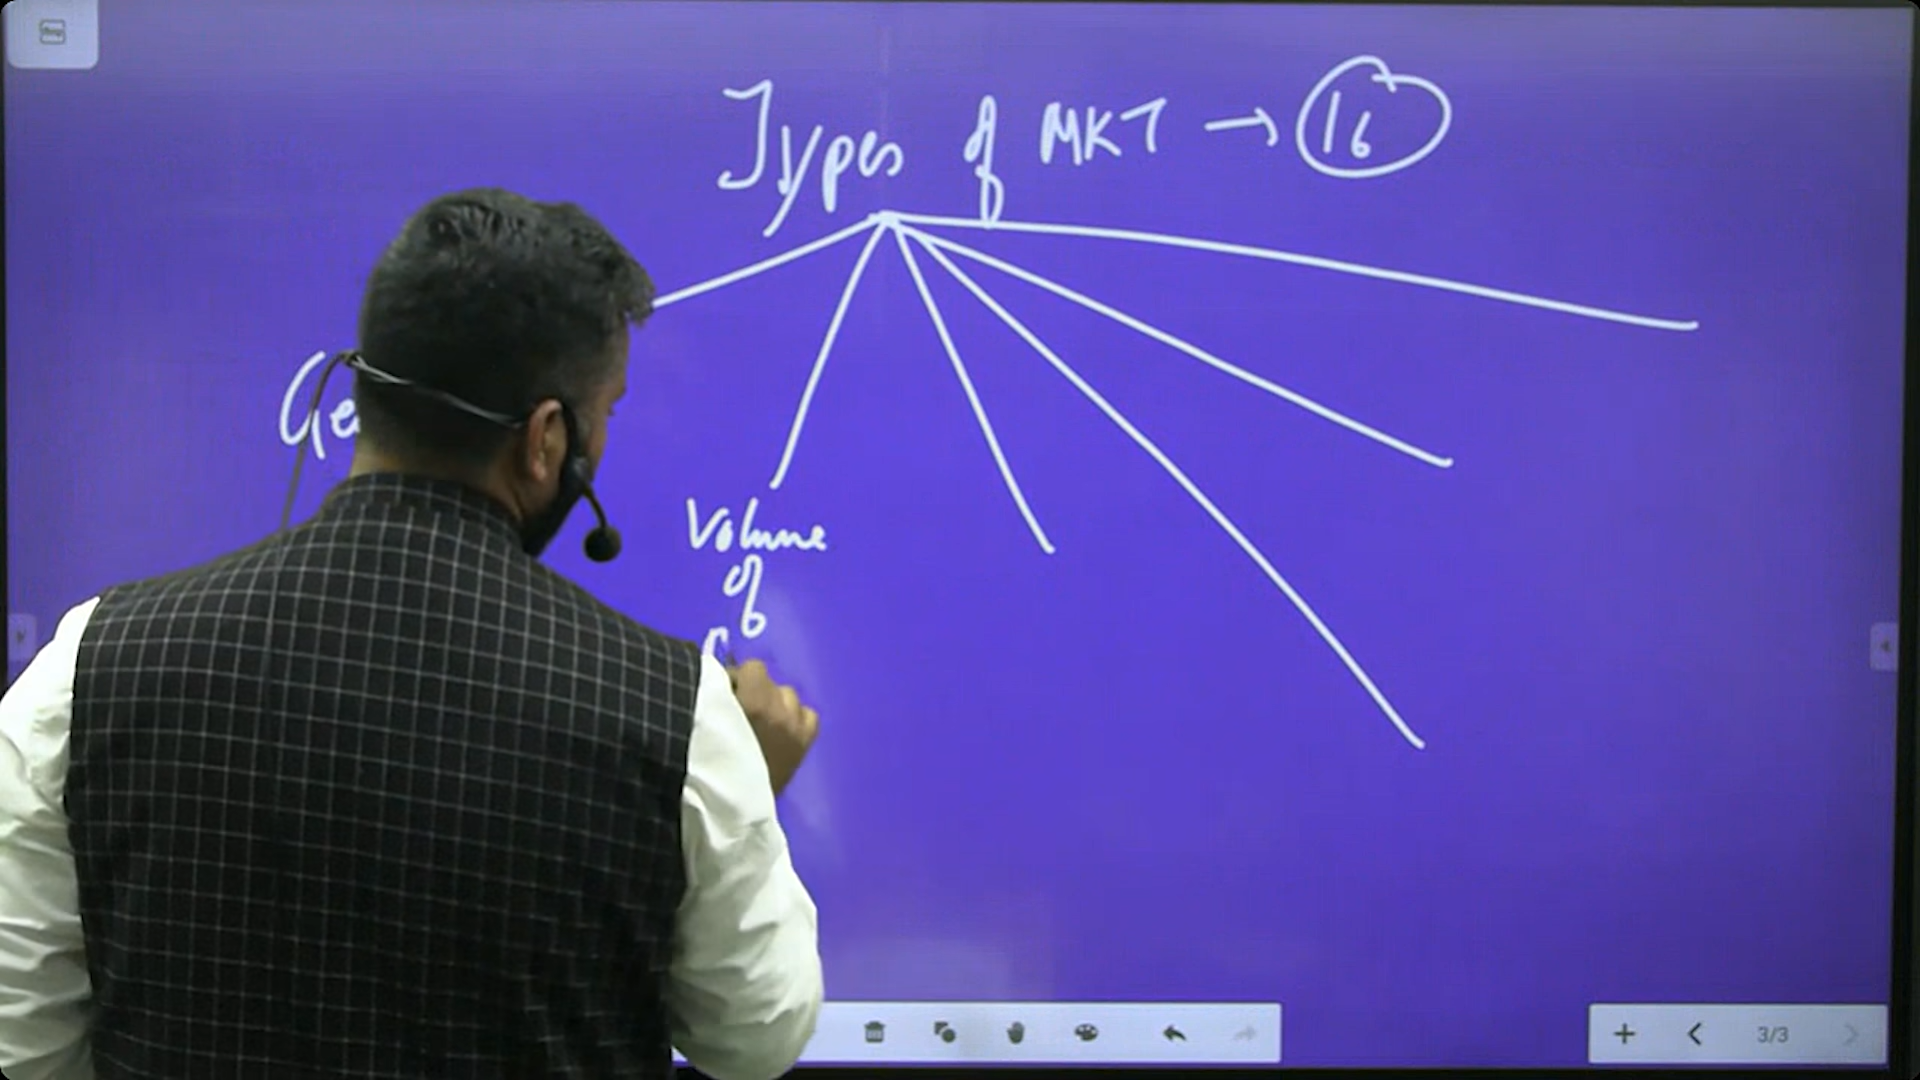 Types of MKT → 16
Volume
of
3/3